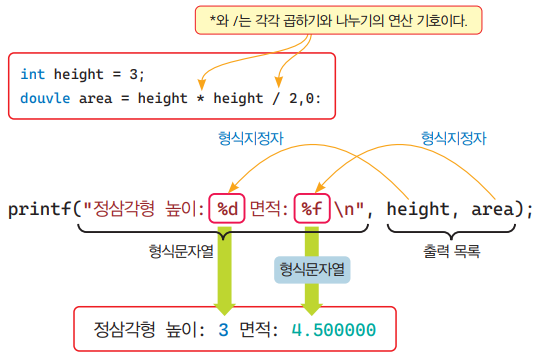 *와 /는 각각 곱하기와 나누기의 연산 기호이다.
int height = 3;
douvle area = height * height / 2,0:
형식지정자 형식지정자
printf("정삼각형 높이: %d 면적: %f \n", height, area);
형식문자열 출력 목록
형식문자열
정삼각형 높이: 3 면적: 4.500000